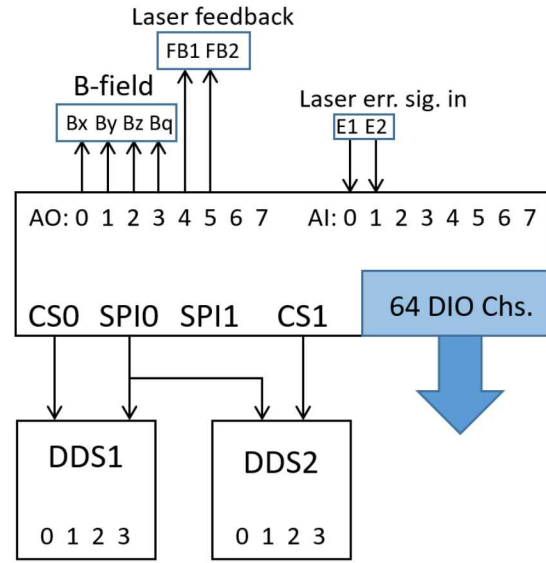 Laser feedback
FB1 FB2
B-field
Bx By Bz Bq
Laser err. sig. in
E1 E2
AO: 0 1 2 3 4 5 6 7
AI: 0 1 2 3 4 5 6 7
CS0 SPI0 SPI1 CS1
64 DIO Chs.
DDS1
0 1 2 3
DDS2
0 1 2 3